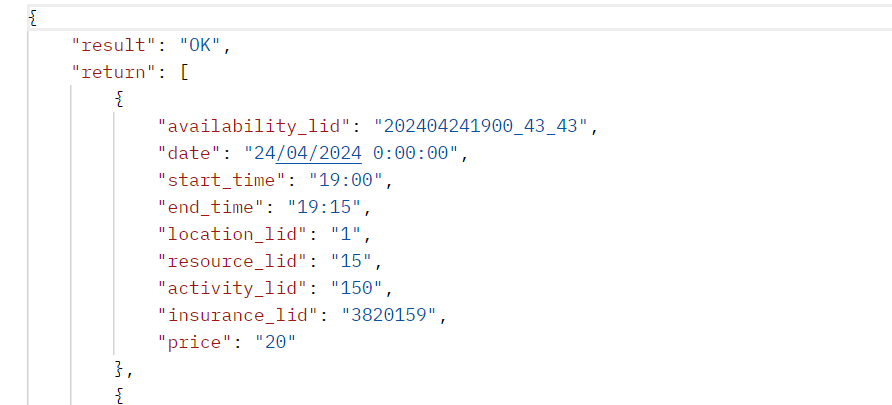 {
"result": "OK",
"return": [
{
"availability_lid": "202404241900_43_43",
"date": "24/04/2024 0:00:00",
"start_time": "19:00",
"end_time": "19:15",
"location_lid": "1",
"resource_lid": "15",
"activity_lid": "150",
"insurance_lid": "3820159",
"price": "20"
},
{